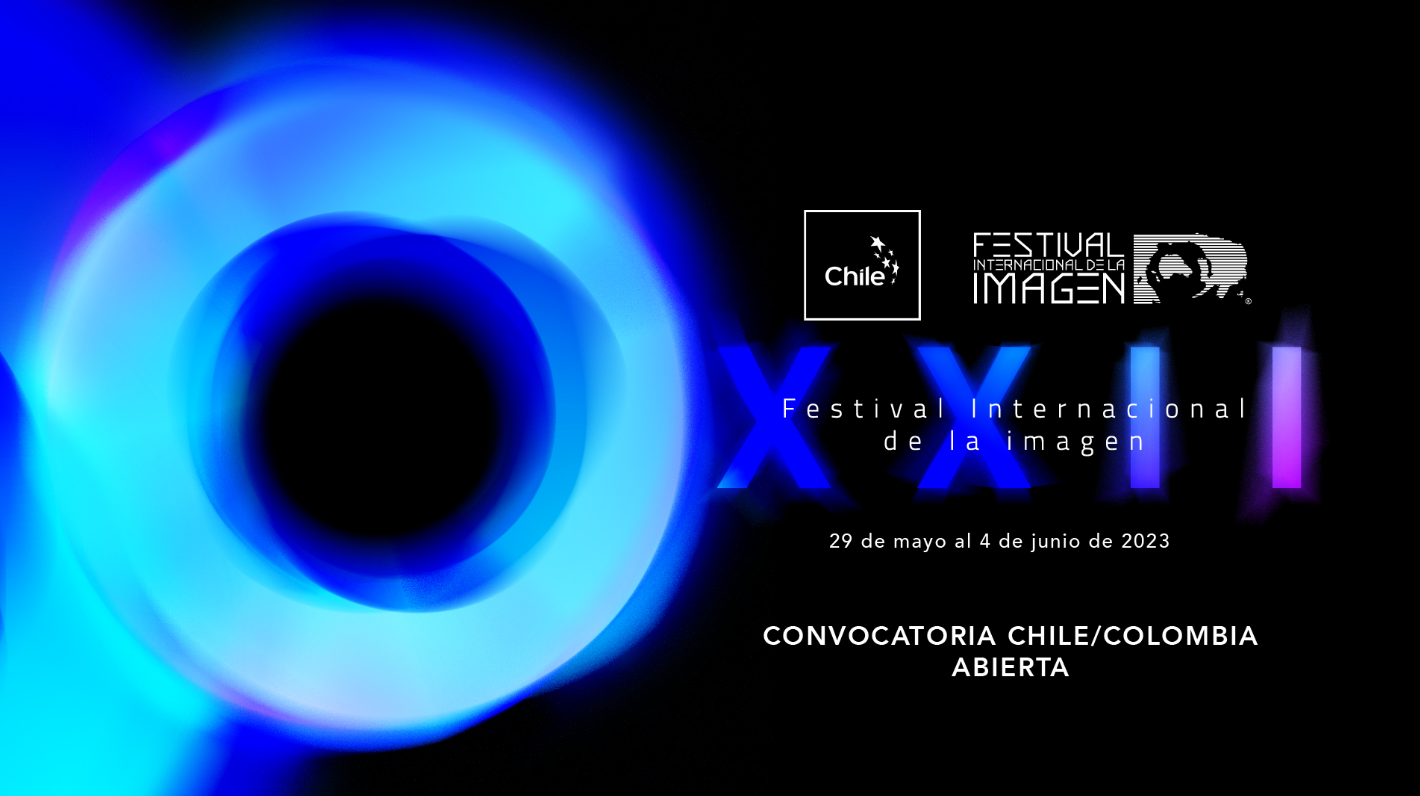 Chile
FESTIVAL
INTERNACIONAL DE LA
IMAGEN
®
XXII
Festival Internacional
de la imagen
29 de mayo al 4 de junio de 2023
CONVOCATORIA CHILE/COLOMBIA
ABIERTA